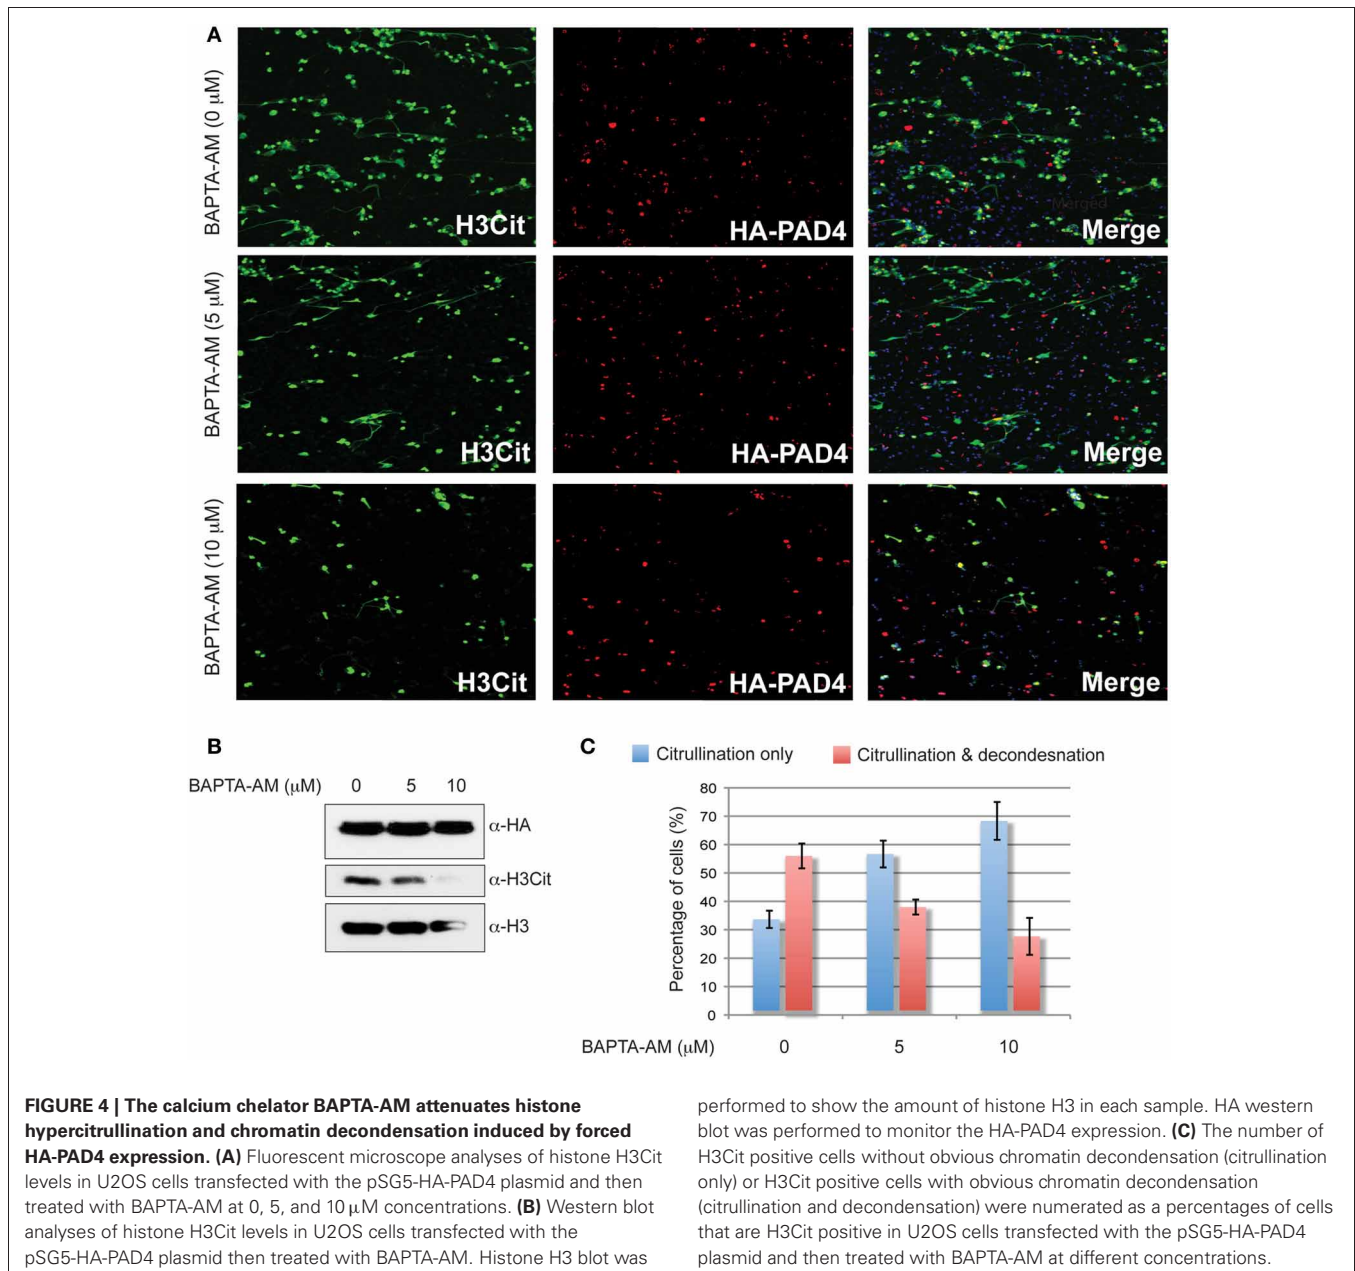 A
BAPTA-AM (0 μM)
H3Cit
HA-PAD4
Merged
Merge
BAPTA-AM (5 μM)
H3Cit
HA-PAD4
Merge
BAPTA-AM (10 μM)
H3Cit
HA-PAD4
Merge
B
BAPTA-AM (μM) 0 5 10
α-HA
α-H3Cit
α-H3
C
Citrullination only
Citrullination & decondesnation
Percentage of cells (%)
80
70
60
50
40
30
20
10
0
BAPTA-AM (μM) 0 5 10
FIGURE 4 | The calcium chelator BAPTA-AM attenuates histone
hypercitrullination and chromatin decondensation induced by forced
HA-PAD4 expression. (A) Fluorescent microscope analyses of histone H3Cit
levels in U2OS cells transfected with the pSG5-HA-PAD4 plasmid and then
treated with BAPTA-AM at 0, 5, and 10 μM concentrations. (B) Western blot
analyses of histone H3Cit levels in U2OS cells transfected with the
pSG5-HA-PAD4 plasmid then treated with BAPTA-AM. Histone H3 blot was
performed to show the amount of histone H3 in each sample. HA western
blot was performed to monitor the HA-PAD4 expression. (C) The number of
H3Cit positive cells without obvious chromatin decondensation (citrullination
only) or H3Cit positive cells with obvious chromatin decondensation
(citrullination and decondensation) were numerated as a percentages of cells
that are H3Cit positive in U2OS cells transfected with the pSG5-HA-PAD4
plasmid and then treated with BAPTA-AM at different concentrations.